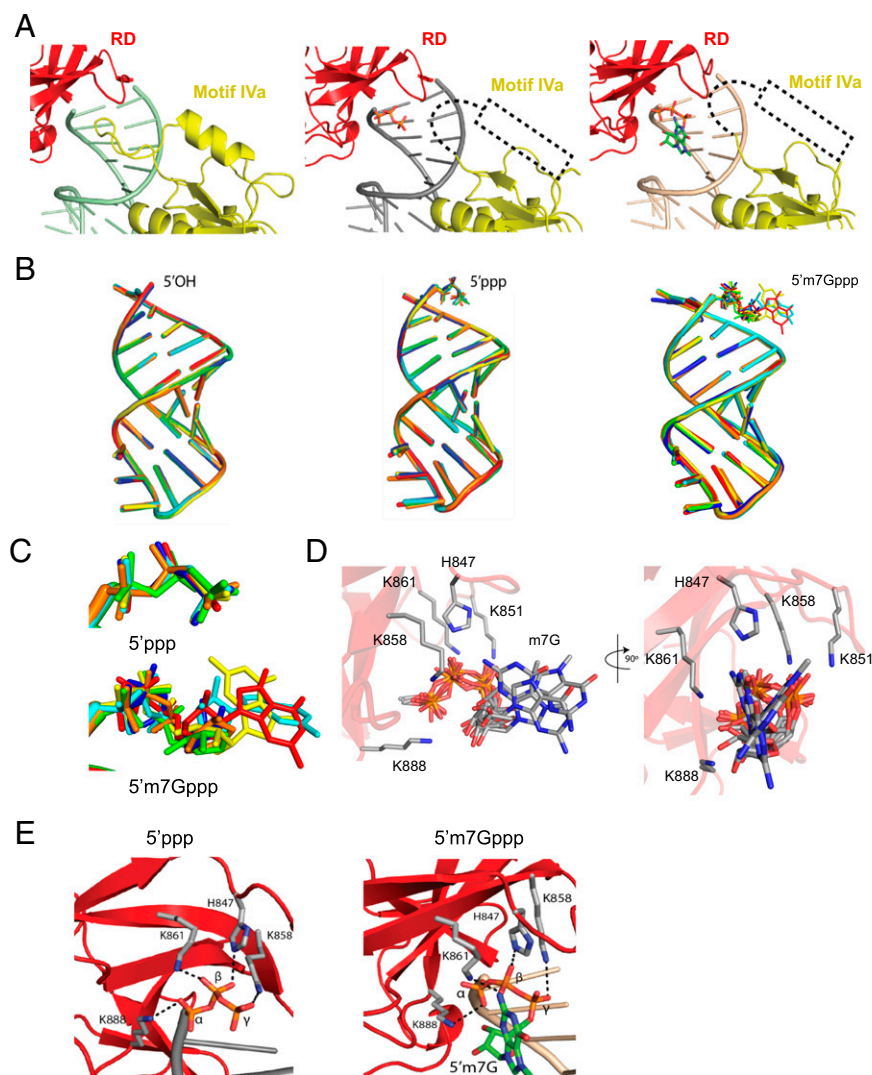 A
RD
RD
RD
Motif IVa
Motif IVa
Motif IVa
B
5'OH
5'ppp
5'm7Gppp
C
5'ppp
5'm7Gppp
D
H847
K861
K851
K858
m7G
K888
90°
H847
K858
K861
K851
K888
E
5'ppp
5'm7Gppp
H847
K861
K858
β
α
γ
K888
K858
H847
K861
β
α
γ
K888
5'm7G